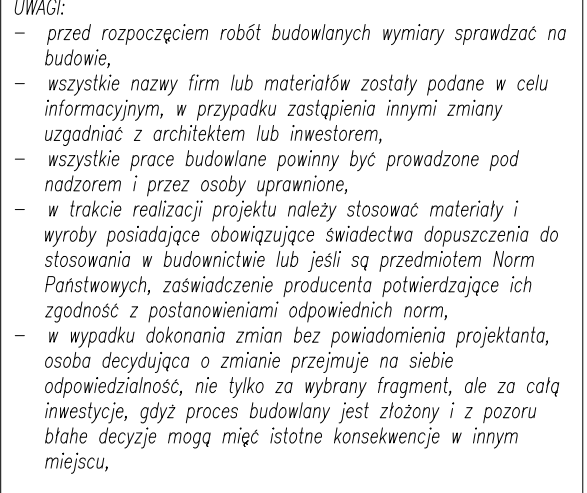 UWAGI:
- przed rozpoczęciem robót budowlanych wymiary sprawdzać na
budowie,
- wszystkie nazwy firm lub materiałów zostały podane w celu
informacyjnym, w przypadku zastąpienia innymi zmiany
uzgadniać z architektem lub inwestorem,
- wszystkie prace budowlane powinny być prowadzone pod
nadzorem i przez osoby uprawnione,
- w trakcie realizacji projektu należy stosować materiały i
wyroby posiadające obowiązujące świadectwa dopuszczenia do
stosowania w budownictwie lub jeśli są przedmiotem Norm
Państwowych, zaświadczenie producenta potwierdzające ich
zgodność z postanowieniami odpowiednich norm,
- w wypadku dokonania zmian bez powiadomienia projektanta,
osoba decydująca o zmianie przejmuje na siebie
odpowiedzialność, nie tylko za wybrany fragment, ale za całą
inwestycje, gdyż proces budowlany jest złożony i z pozoru
błahe decyzje mogą mięć istotne konsekwencje w innym
miejscu,